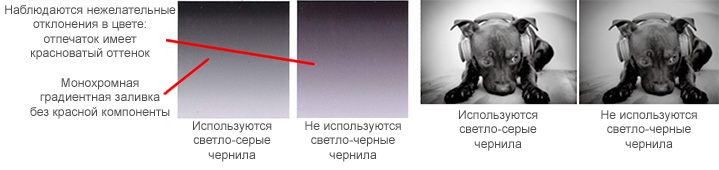 Наблюдаются нежелательные
отклонения в цвете:
отпечаток имеет
красноватый оттенок
Монохромная
градиентная заливка
без красной компоненты
Используются
светло-серые
чернила
Не используются
светло-черные
чернила
Используются
светло-серые
чернила
Не используются
светло-черные
чернила